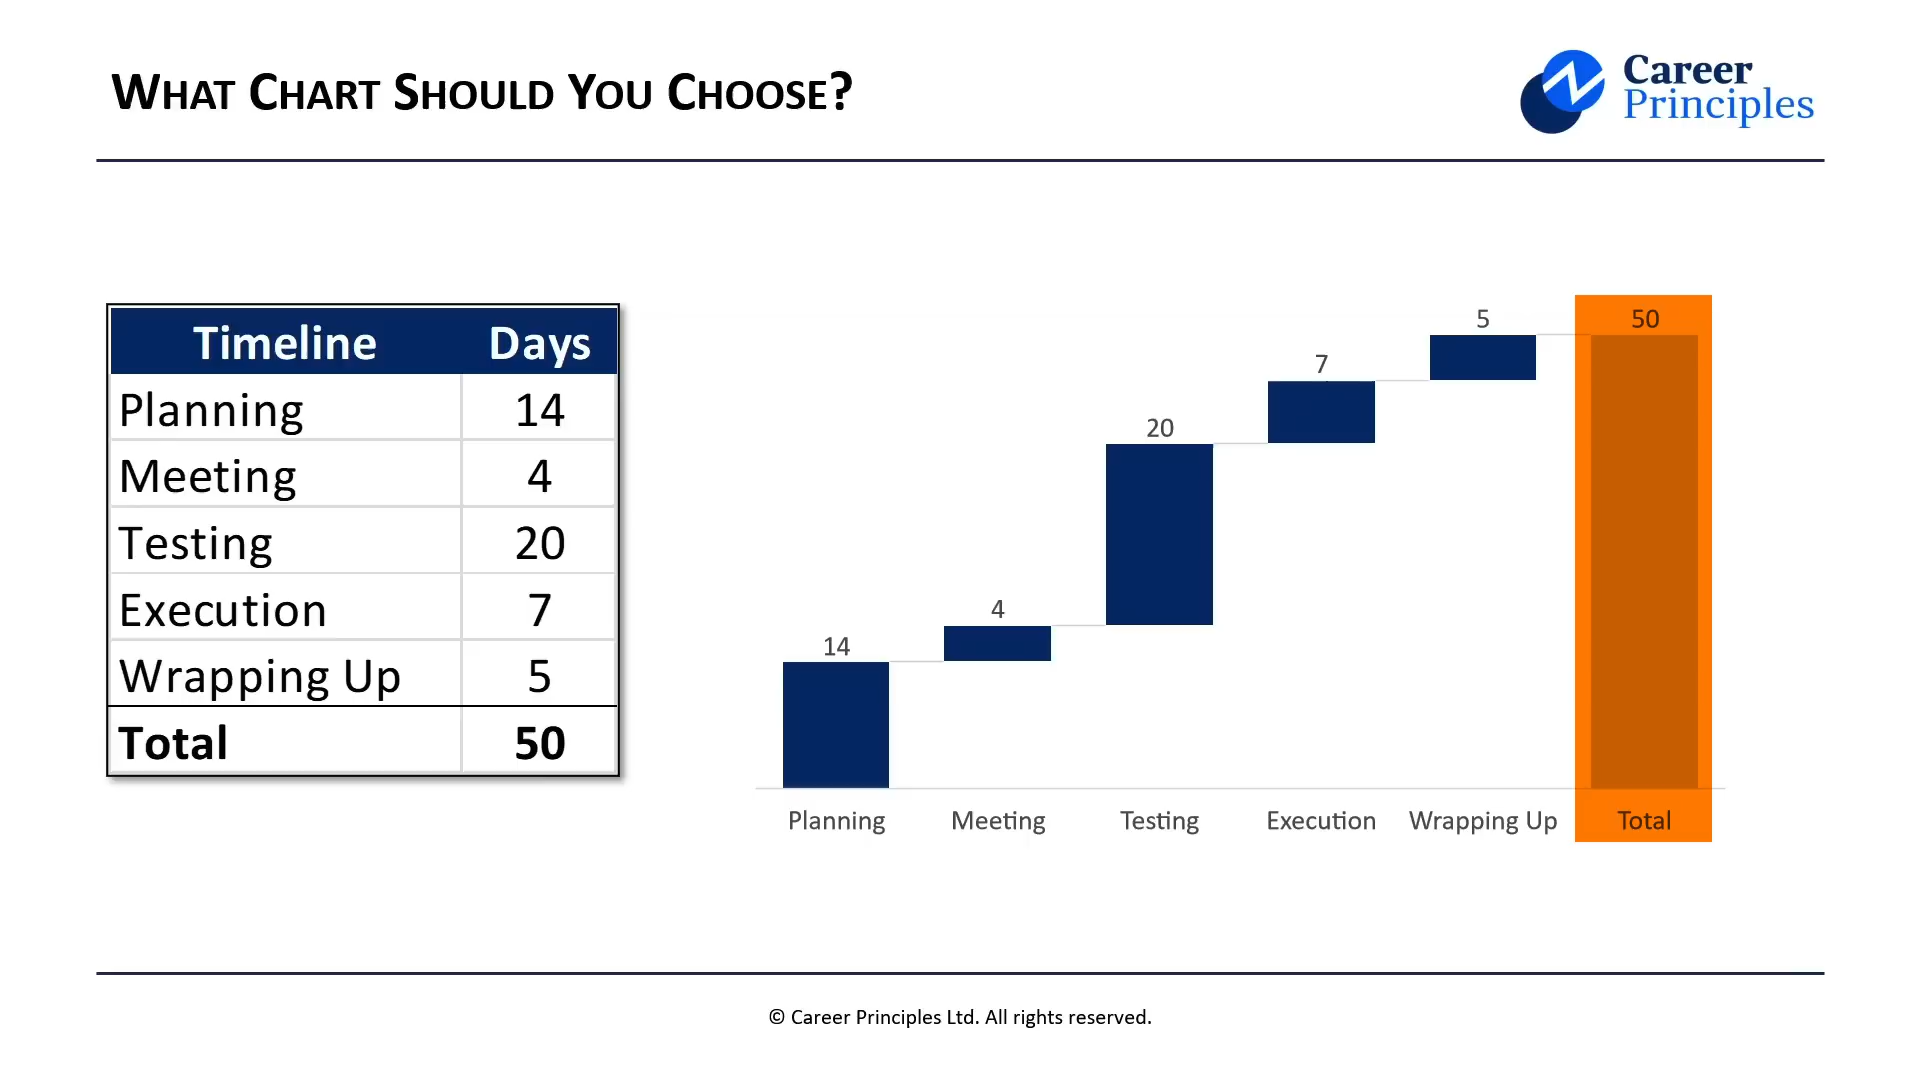 WHAT CHART SHOULD YOU CHOOSE?
Career
Principles
Timeline Days
Planning 14
Meeting 4
Testing 20
Execution 7
Wrapping Up 5
Total 50
14
4
20
7
5
50
Planning Meeting Testing Execution Wrapping Up Total
© Career Principles Ltd. All rights reserved.